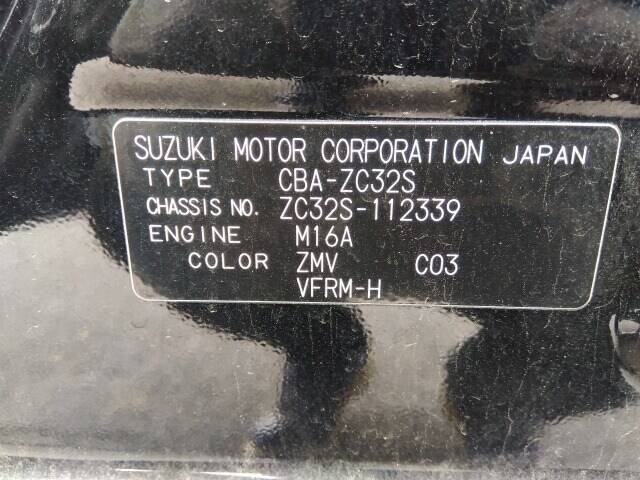 SUZUKI MOTOR CORPORATION JAPAN
TYPE CBA-ZC32S
CHASSIS NO. ZC32S-112339
ENGINE M16A
COLOR ZMV C03
VFRM-H